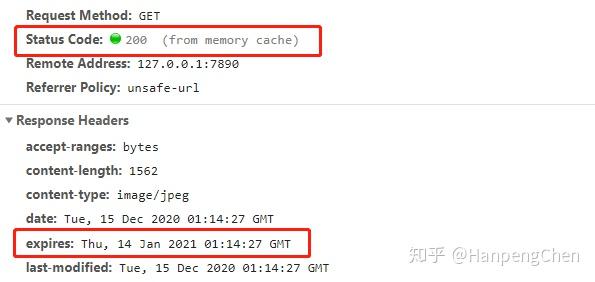 Request Method: GET
Status Code: 200 (from memory cache)
Remote Address: 127.0.0.1:7890
Referrer Policy: unsafe-url
Response Headers
accept-ranges: bytes
content-length: 1562
content-type: image/jpeg
date: Tue, 15 Dec 2020 01:14:27 GMT
expires: Thu, 14 Jan 2021 01:14:27 GMT
last-modified: Tue, 15 Dec 2020 01:14:27 GMT
知乎 @HanpengChen